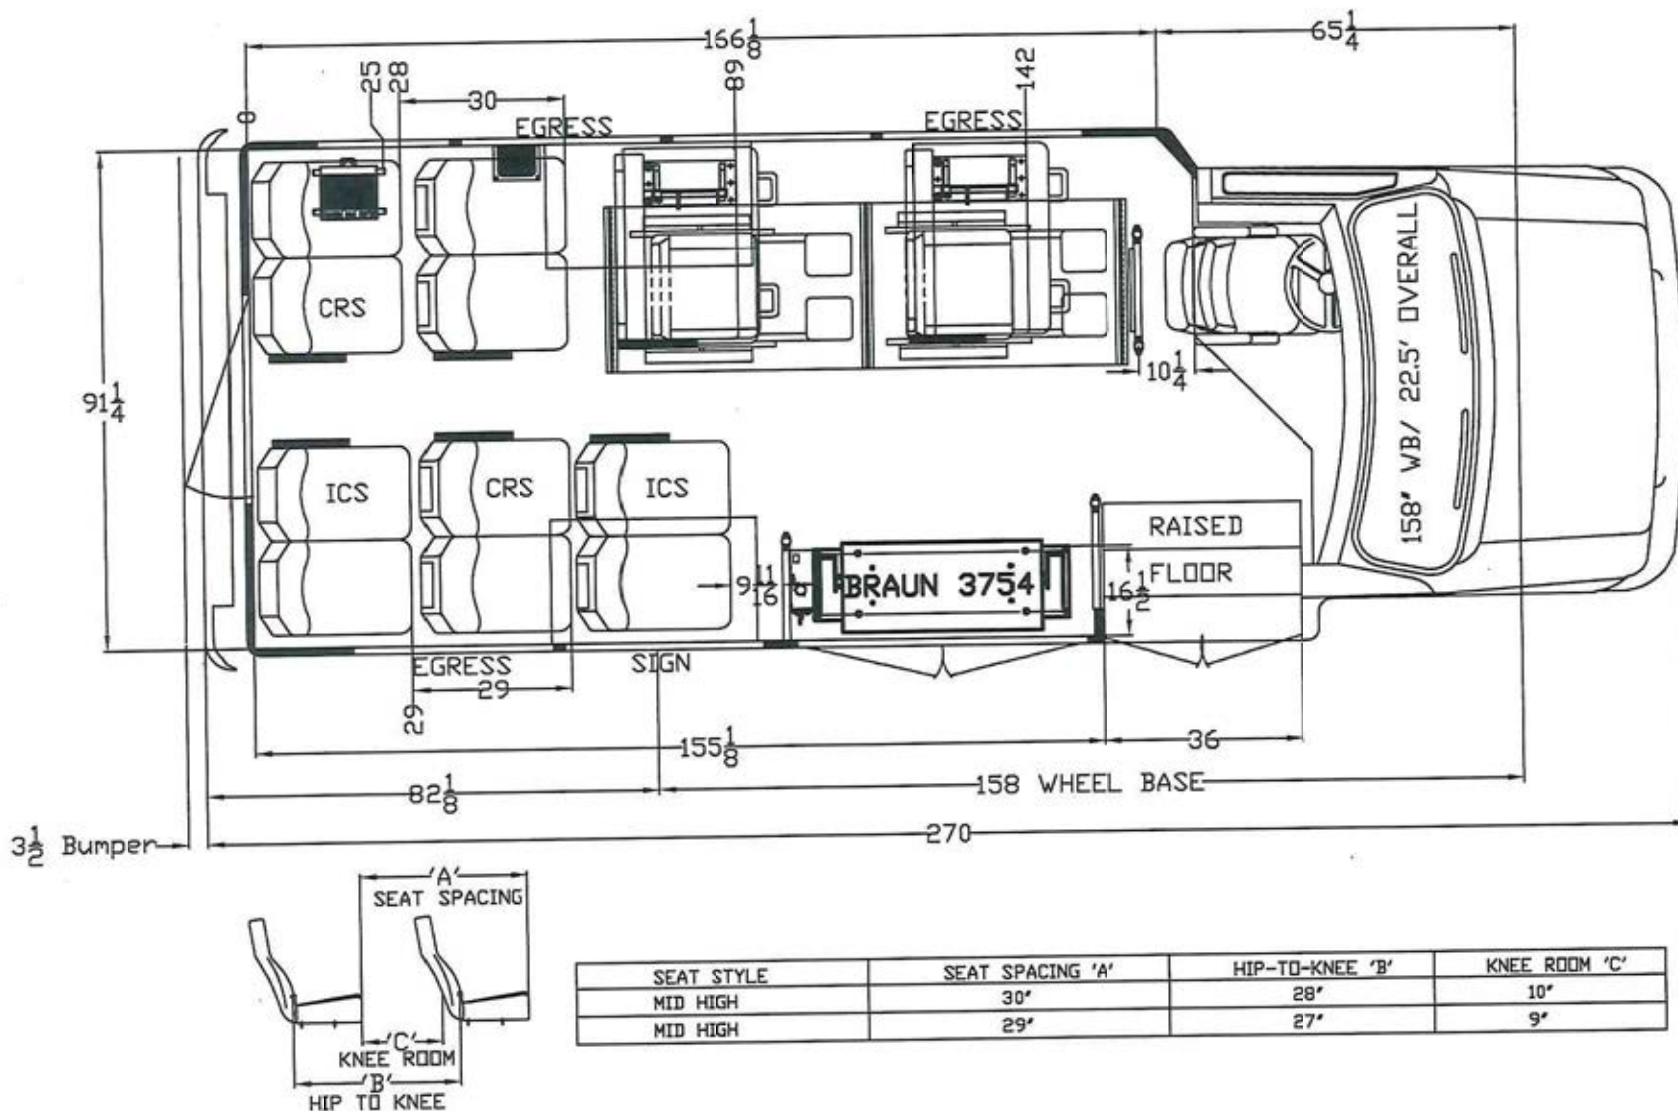 166 1/8
65 1/4
0
25
28
30
89
142
EGRESS
EGRESS
CRS
91 1/4
10 1/4
158" WB/ 22.5' OVERALL
ICS
CRS
ICS
RAISED
FLOOR
9 11/16
BRAUN 3754
16 1/2
EGRESS
SIGN
29
29
155 1/8
36
82 1/8
158 WHEEL BASE
3 1/2 Bumper
270
'A'
SEAT SPACING
'C'
KNEE ROOM
'B'
HIP TO KNEE
SEAT STYLE SEAT SPACING 'A' HIP-TO-KNEE 'B' KNEE ROOM 'C'
MID HIGH 30" 28" 10"
MID HIGH 29" 27" 9"